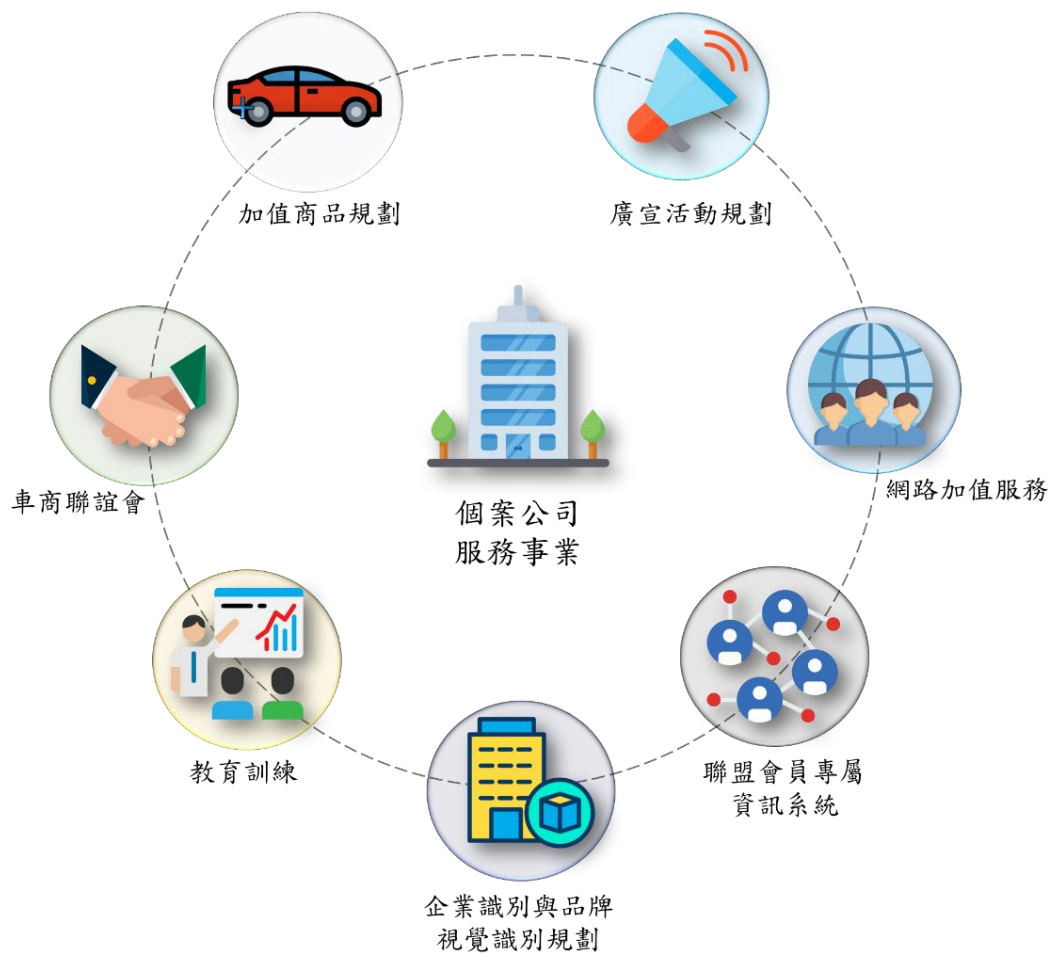 加值商品規劃
廣宣活動規劃
車商聯誼會
網路加值服務
個案公司
服務事業
教育訓練
聯盟會員專屬
資訊系統
企業識別與品牌
視覺識別規劃